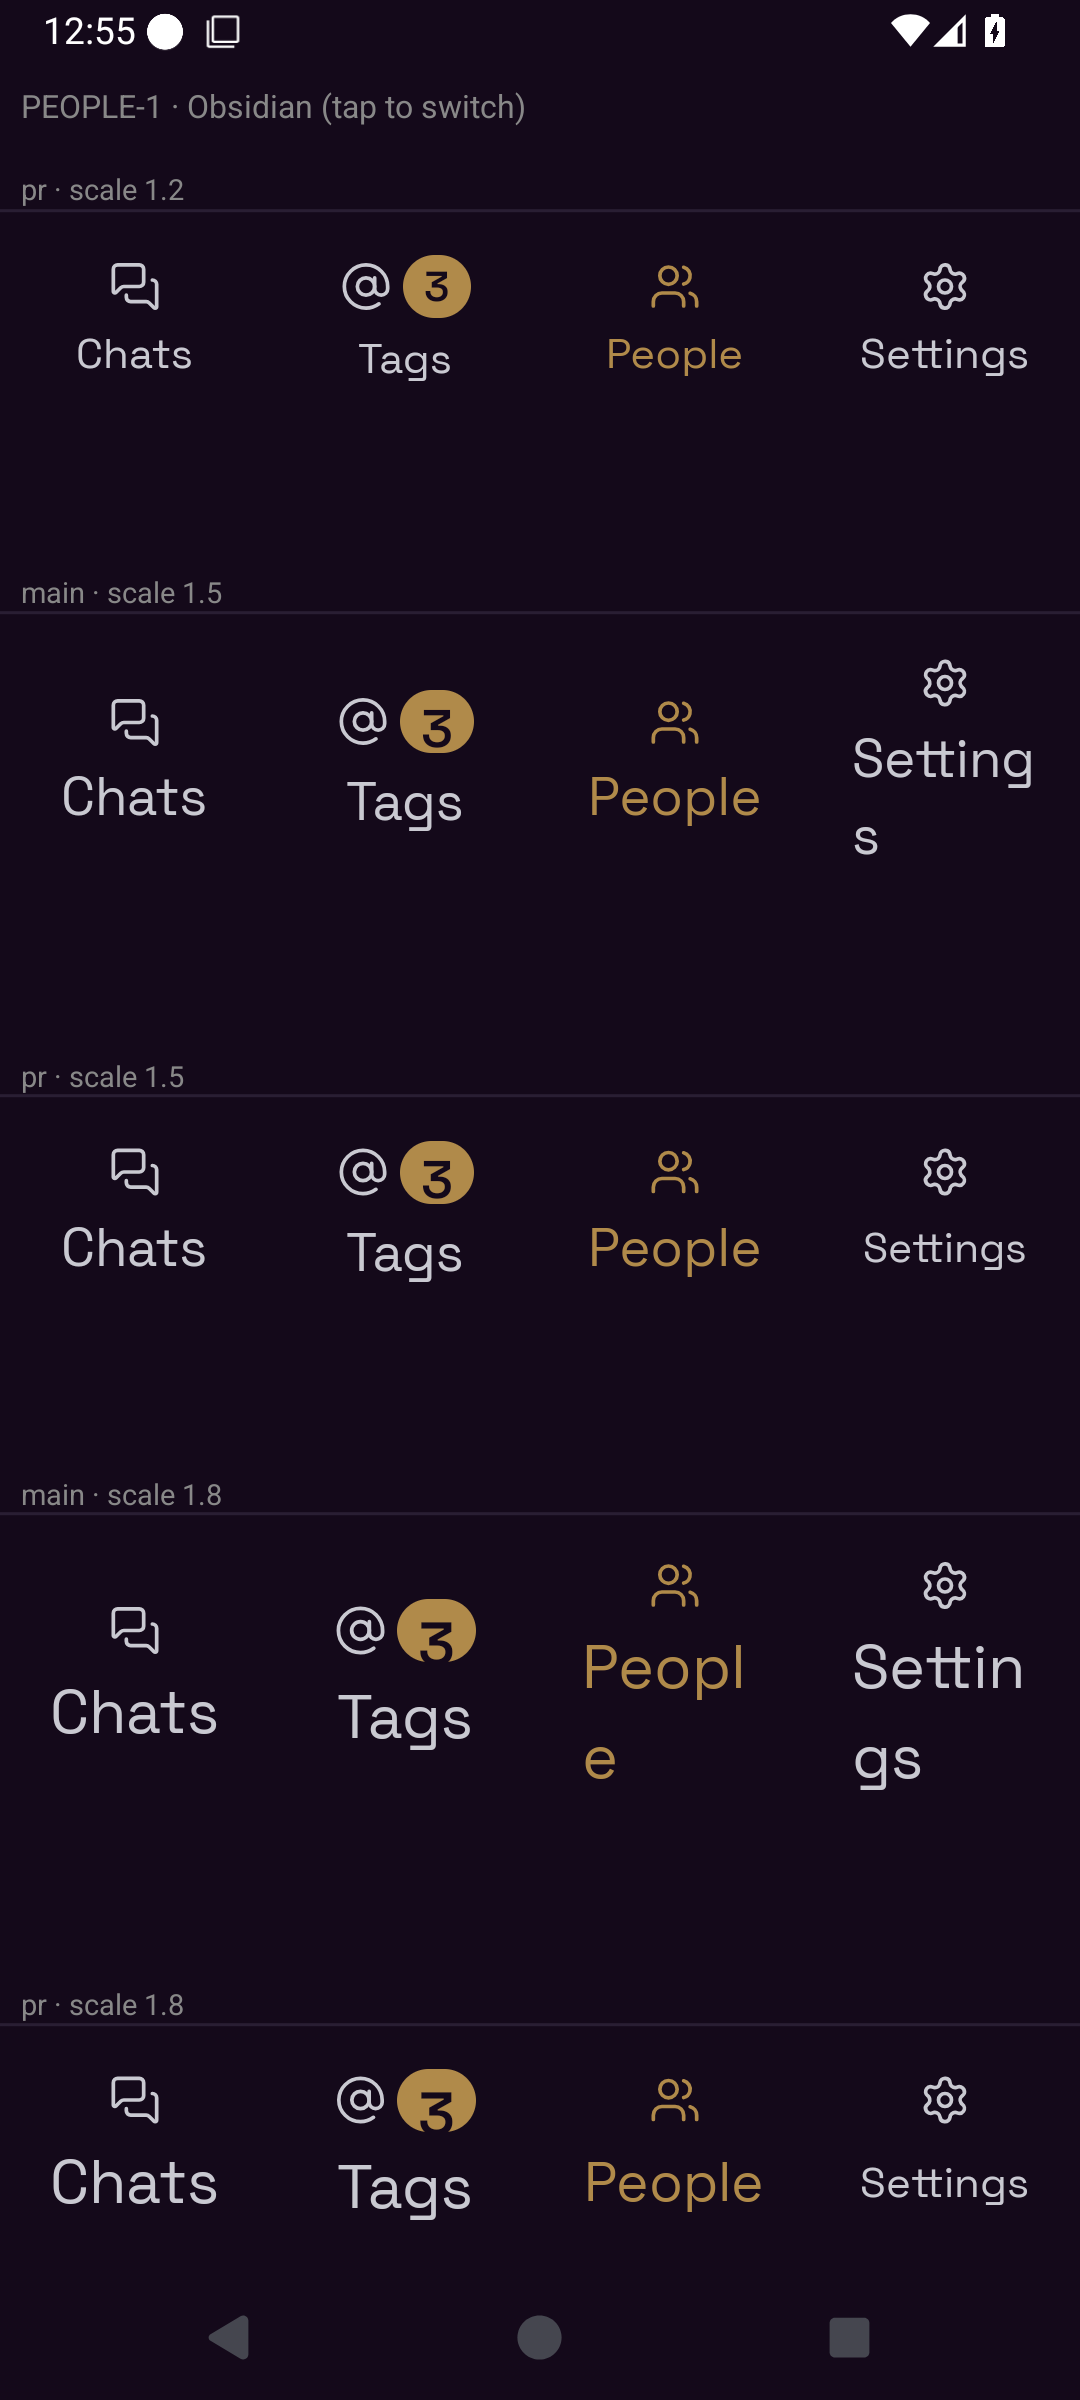 12:55
PEOPLE-1 · Obsidian (tap to switch)
pr · scale 1.2
3
Chats Tags People Settings
main · scale 1.5
3
Chats Tags People Setting
s
pr · scale 1.5
3
Chats Tags People Settings
main · scale 1.8
3
Chats Tags Peopl Settin
e gs
pr · scale 1.8
3
Chats Tags People Settings